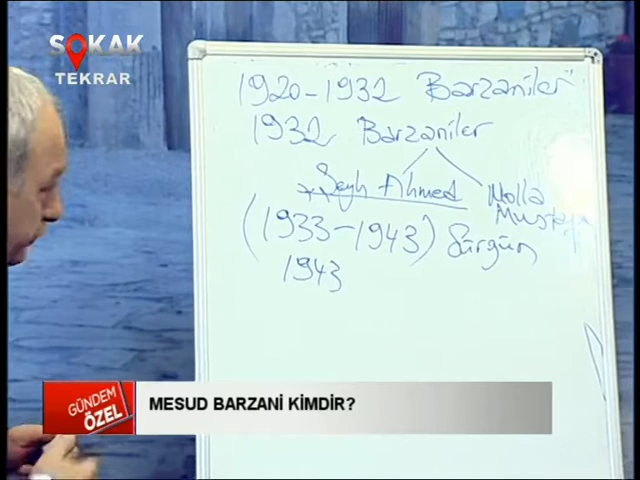 SOKAK
TEKRAR
1920-1932 Barzaniler
1932 Barzaniler
Şeyh Ahmed
Molla
Mustafa
(1933-1943) Sürgün
1943
GÜNDEM
ÖZEL
MESUD BARZANİ KİMDİR?